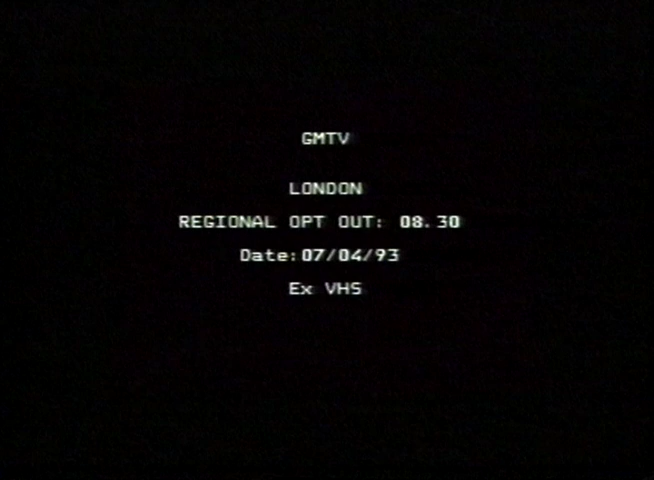 GMTV
LONDON
REGIONAL OPT OUT: 08.30
Date:07/04/93
Ex VHS